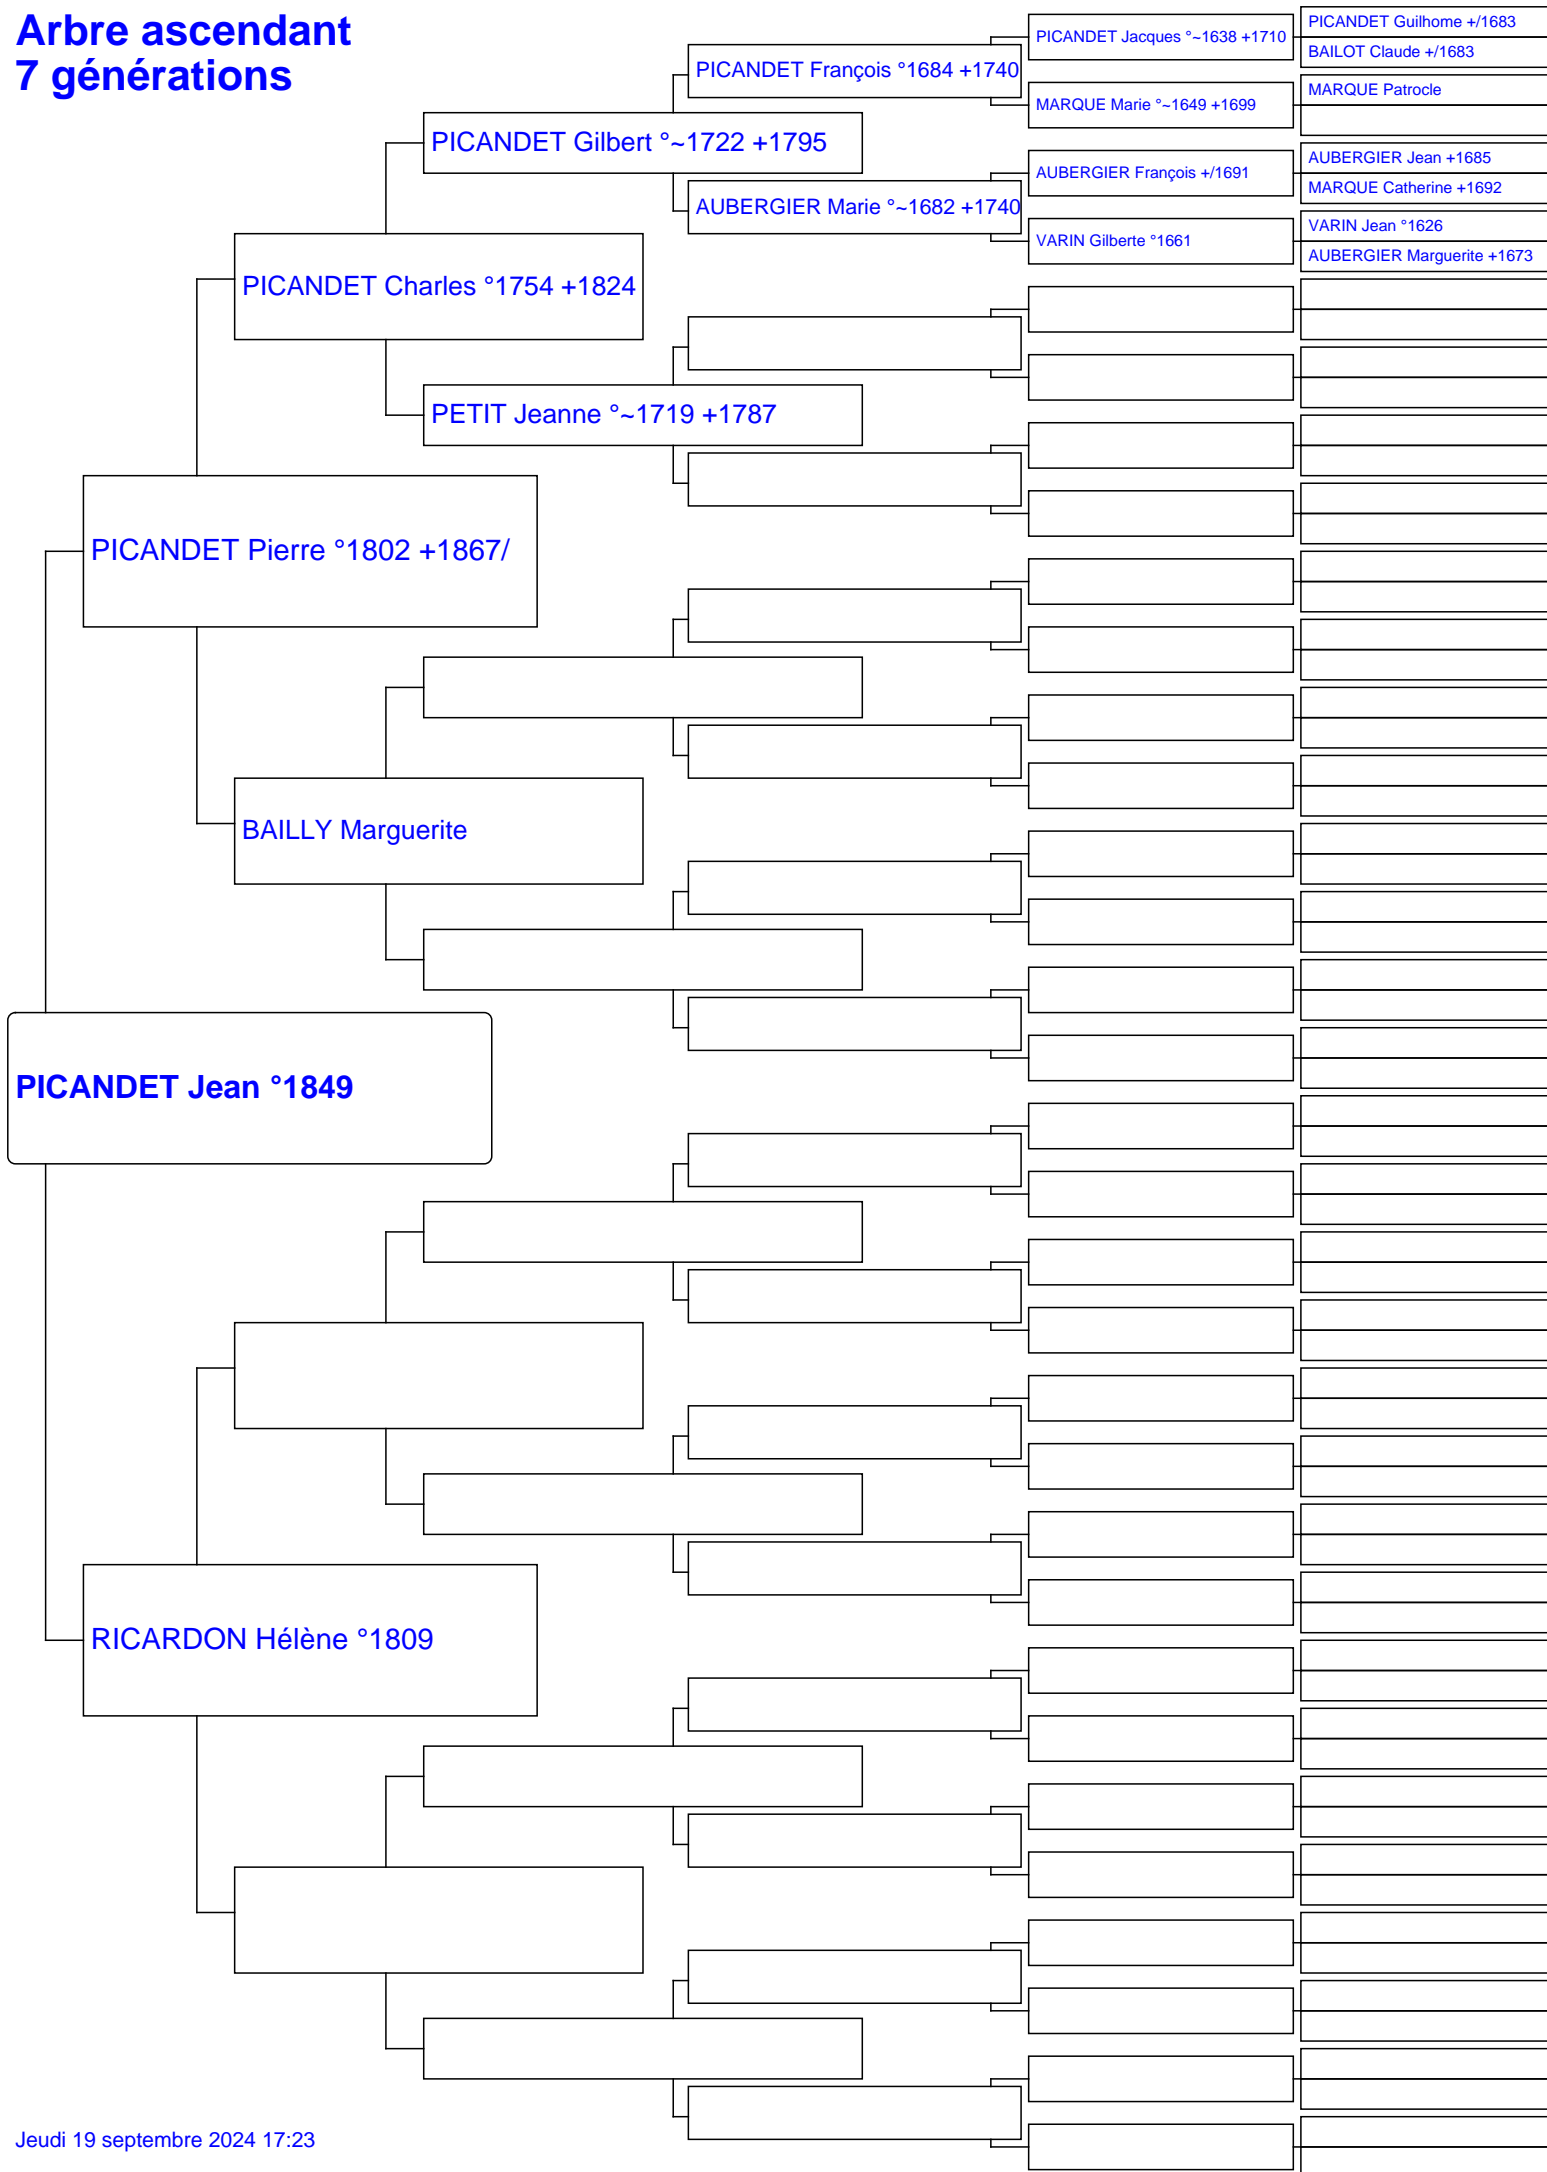 Arbre ascendant
7 générations
PICANDET Jean °1849
PICANDET Pierre °1802 +1867/
RICARDON Hélène °1809
PICANDET Charles °1754 +1824
BAILLY Marguerite
PICANDET Gilbert °~1722 +1795
PETIT Jeanne °~1719 +1787
PICANDET François °1684 +1740
AUBERGIER Marie °~1682 +1740
PICANDET Jacques °~1638 +1710
MARQUE Marie °~1649 +1699
AUBERGIER François +/1691
VARIN Gilberte °1661
PICANDET Guilhome +/1683
BAILOT Claude +/1683
MARQUE Patrocle
AUBERGIER Jean +1685
MARQUE Catherine +1692
VARIN Jean °1626
AUBERGIER Marguerite +1673
Jeudi 19 septembre 2024 17:23